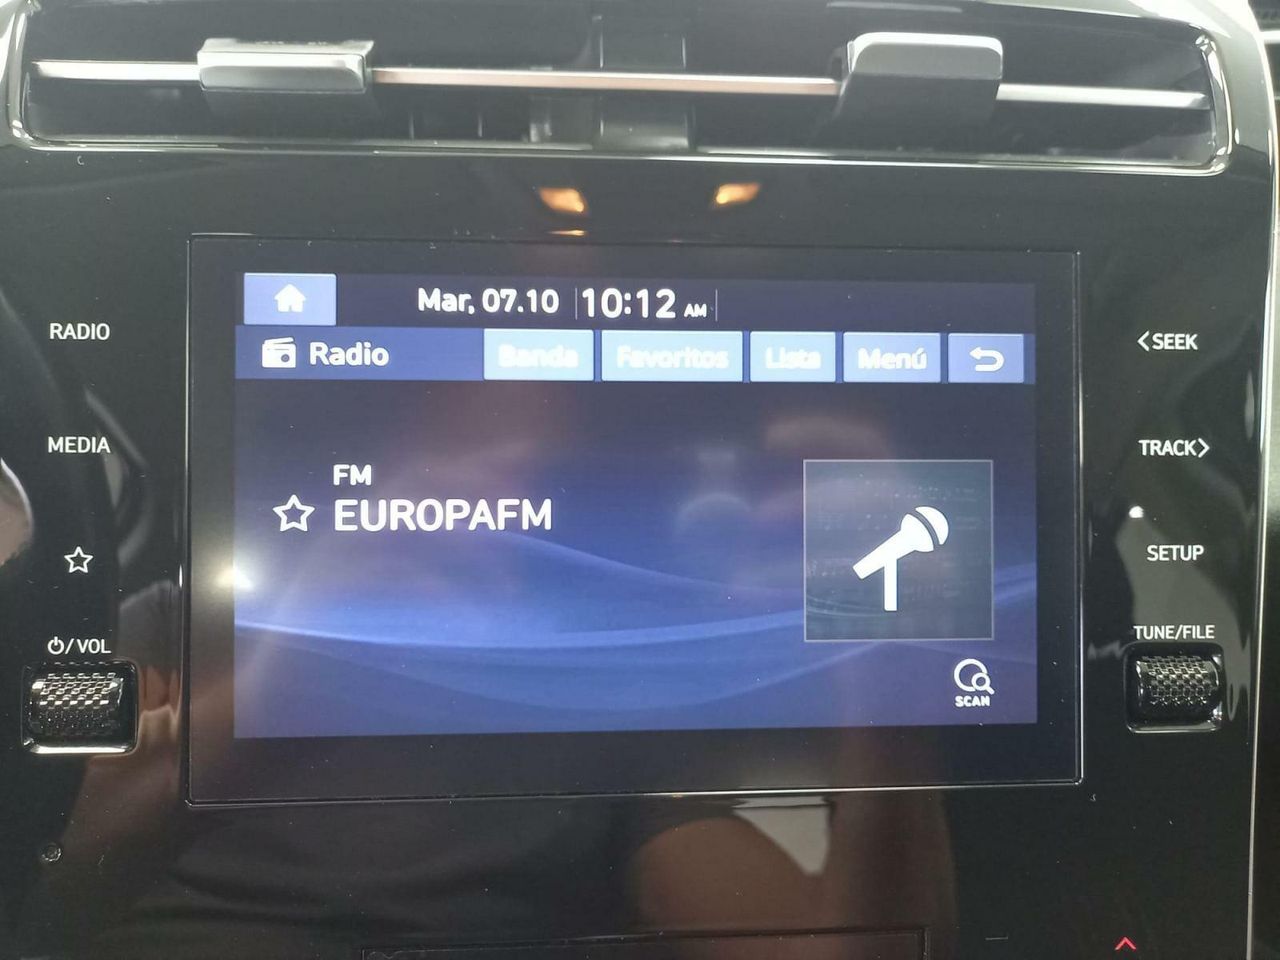 Mar, 07.10 10:12 AM
Radio Banda Favoritos Lista Menú
FM
EUROPAFM
SCAN
RADIO
MEDIA
/VOL
<SEEK
TRACK>
SETUP
TUNE/FILE